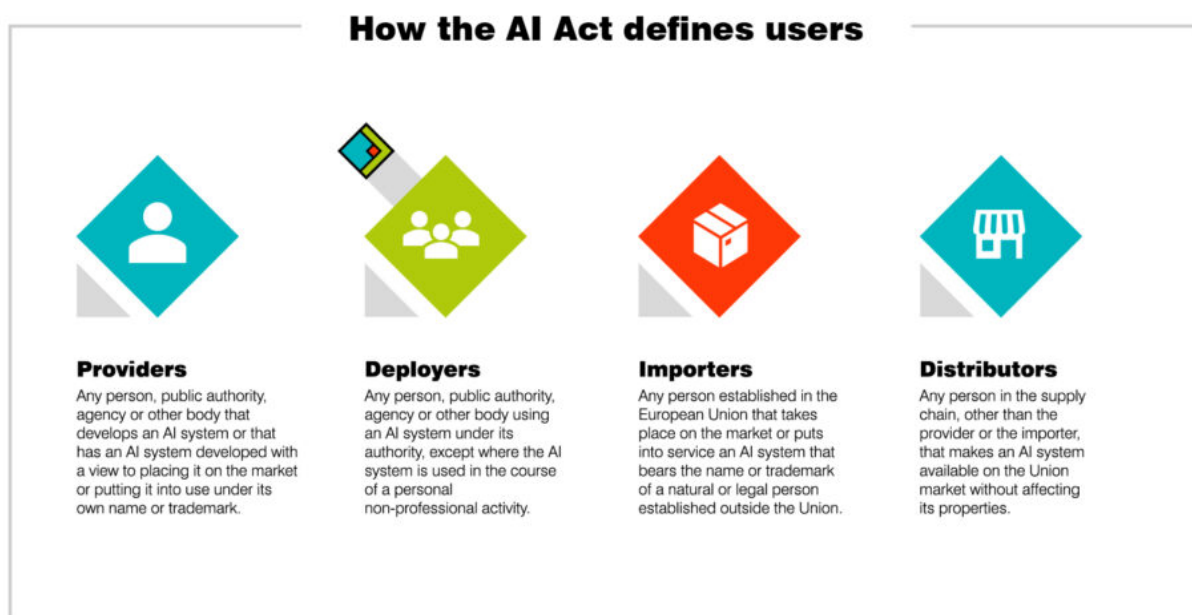 How the AI Act defines users
Providers
Any person, public authority,
agency or other body that
develops an AI system or that
has an AI system developed with
a view to placing it on the market
or putting it into use under its
own name or trademark.
Deployers
Any person, public authority,
agency or other body using
an AI system under its
authority, except where the AI
system is used in the course
of a personal
non-professional activity.
Importers
Any person established in the
European Union that takes
place on the market or puts
into service an AI system that
bears the name or trademark
of a natural or legal person
established outside the Union.
Distributors
Any person in the supply
chain, other than the
provider or the importer,
that makes an AI system
available on the Union
market without affecting
its properties.